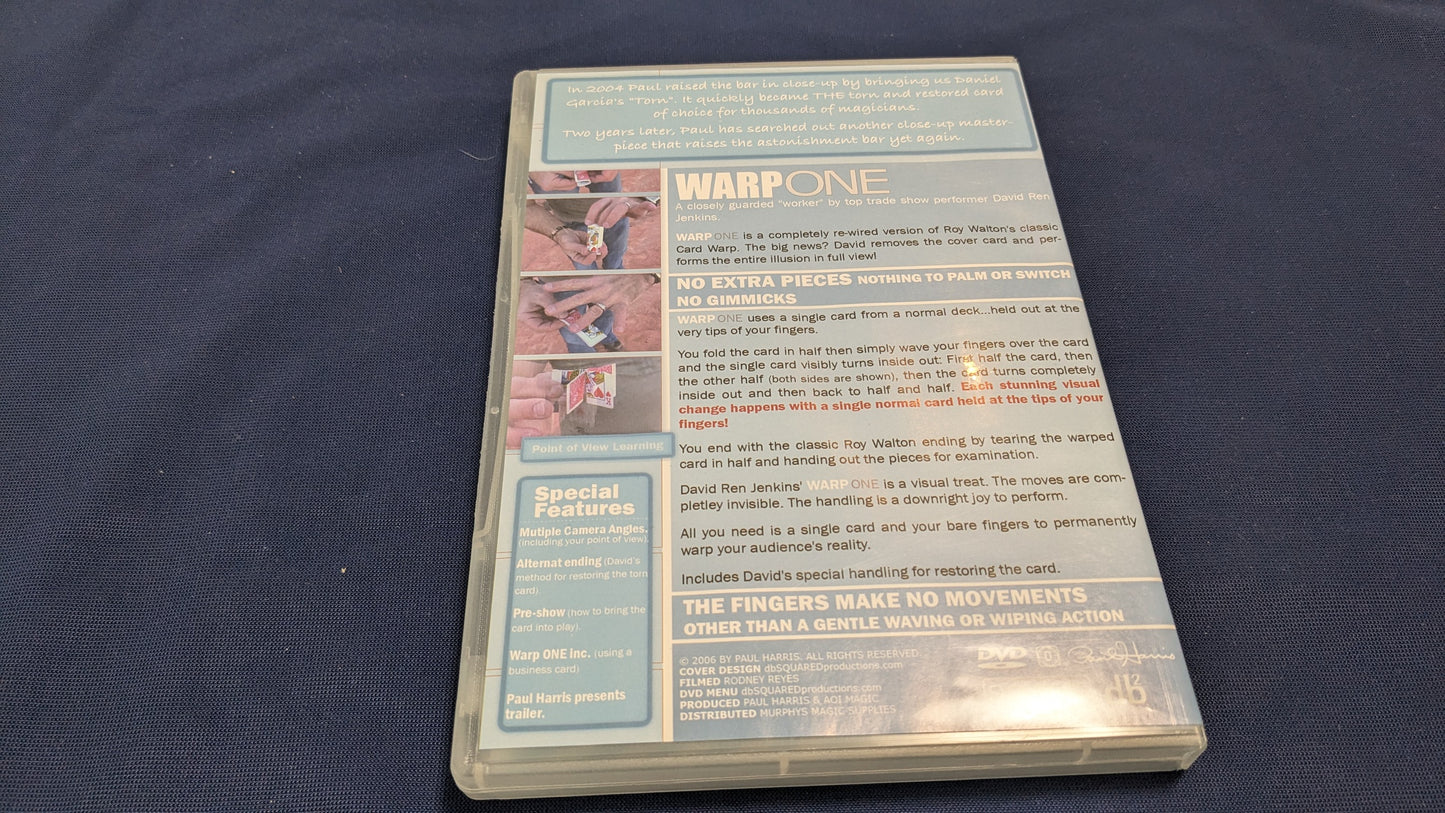 In 2004 Paul raised the bar in close-up by bringing us Daniel
Garcia's "Torn". It quickly became THE torn and restored card
of choice for thousands of magicians.
Two years later, Paul has searched out another close-up master-
piece that raises the astonishment bar yet again.
WARPONE
A closely guarded "worker" by top trade show performer David Ren
Jenkins.
WARPONE is a completely re-wired version of Roy Walton's classic
Card Warp. The big news? David removes the cover card and per-
forms the entire illusion in full view!
NO EXTRA PIECES NOTHING TO PALM OR SWITCH
NO GIMMICKS
WARPONE uses a single card from a normal deck...held out at the
very tips of your fingers.
You fold the card in half then simply wave your fingers over the card
and the single card visibly turns inside out: First half the card, then
the other half (both sides are shown), then the card turns completely
inside out and then back to half and half. Each stunning visual
change happens with a single normal card held at the tips of your
fingers!
You end with the classic Roy Walton ending by tearing the warped
card in half and handing out the pieces for examination.
David Ren Jenkins' WARPONE is a visual treat. The moves are com-
pletley invisible. The handling is a downright joy to perform.
All you need is a single card and your bare fingers to permanently
warp your audience's reality.
Includes David's special handling for restoring the card.
THE FINGERS MAKE NO MOVEMENTS
OTHER THAN A GENTLE WAVING OR WIPING ACTION
Point of View Learning
Special
Features
Mutiple Camera Angles.
(including your point of view).
Alternat ending (David's
method for restoring the torn
card)
Pre-show (how to bring the
card into play).
Warp ONE inc. (using a
business card)
Paul Harris presents
trailer.
© 2006 BY PAUL HARRIS. ALL RIGHTS RESERVED.
COVER DESIGN dbSQUAREDproductions.com
FILMED RODNEY REYES
DVD MENU dbSQUAREDproductions.com
PRODUCED PAUL HARRIS & AOI MAGIC
DISTRIBUTED MURPHYS MAGIC SUPPLIES
DVD 0 Paul Harris
db2